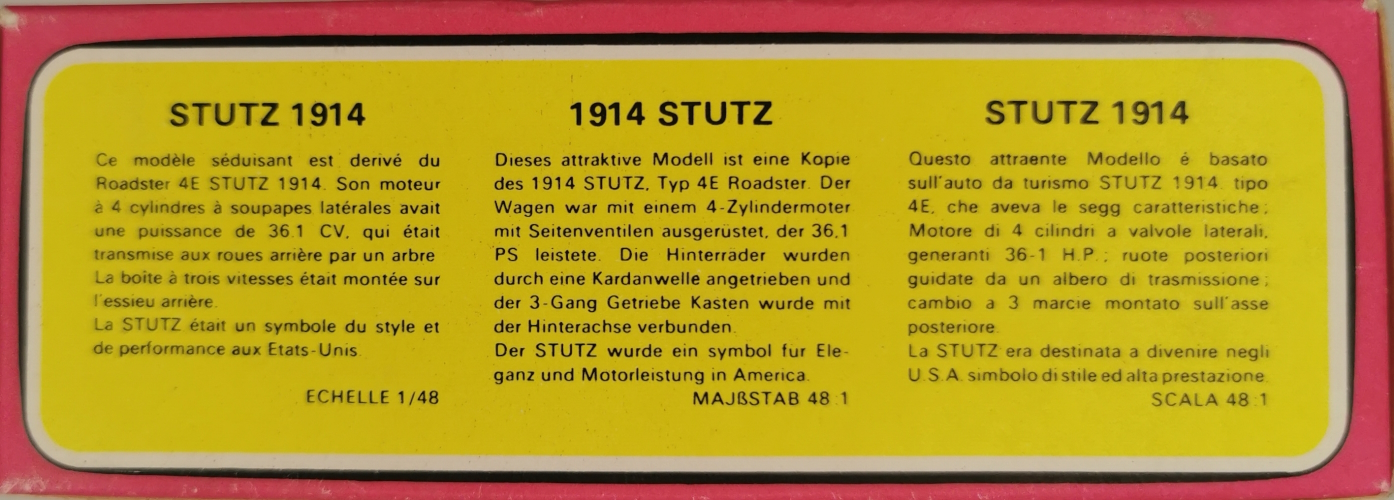 STUTZ 1914
Ce modèle séduisant est derivé du
Roadster 4E STUTZ 1914. Son moteur
à 4 cylindres à soupapes latérales avait
une puissance de 36.1 CV, qui était
transmise aux roues arrière par un arbre
La boîte à trois vitesses était montée sur
l'essieu arrière.
La STUTZ était un symbole du style et
de performance aux Etats-Unis.
ECHELLE 1/48
1914 STUTZ
Dieses attraktive Modell ist eine Kopie
des 1914 STUTZ, Typ 4E Roadster. Der
Wagen war mit einem 4-Zylindermoter
mit Seitenventilen ausgerüstet, der 36,1
PS leistete. Die Hinterräder wurden
durch eine Kardanwelle angetrieben und
der 3-Gang Getriebe Kasten wurde mit
der Hinterachse verbunden.
Der STUTZ wurde ein symbol fur Ele-
ganz und Motorleistung in America.
MAJßSTAB 48:1
STUTZ 1914
Questo attraente Modello é basato
sull'auto da turismo STUTZ 1914. tipo
4E, che aveva le segg caratteristiche;
Motore di 4 cilindri a valvole laterali,
generanti 36-1 H.P.; ruote posteriori
guidate da un albero di trasmissione;
cambio a 3 marcie montato sull'asse
posteriore.
La STUTZ era destinata a divenire negli
U.S.A. simbolo di stile ed alta prestazione.
SCALA 48:1